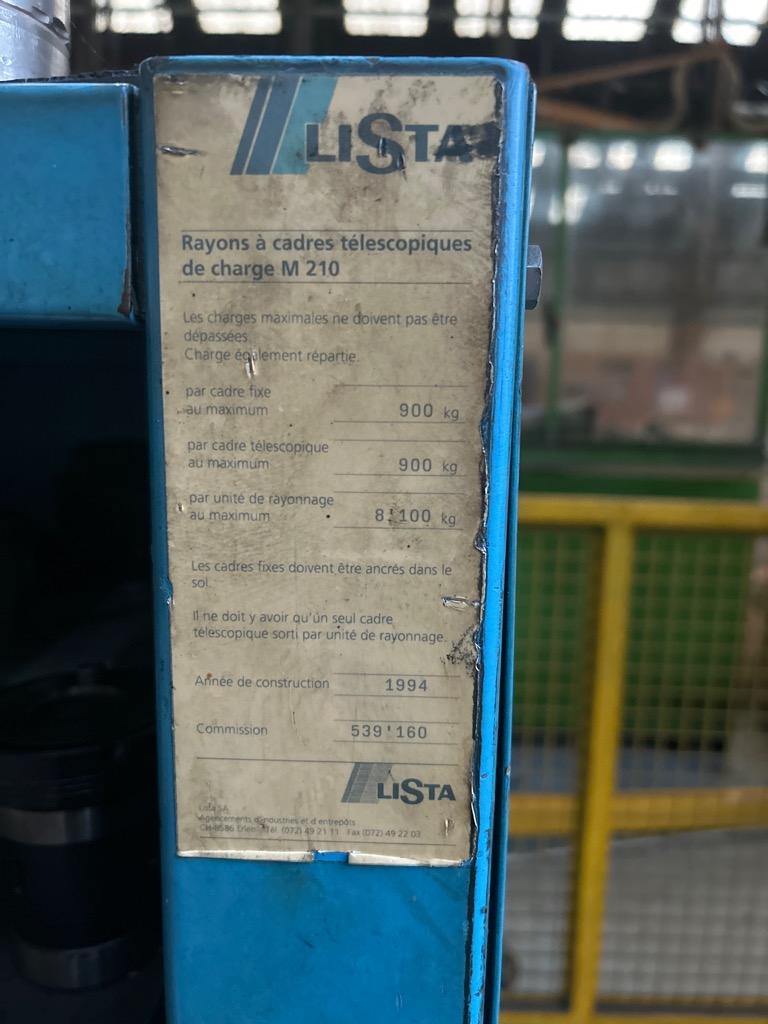 LISTA
Rayons à cadres télescopiques
de charge M 210
Les charges maximales ne doivent pas être
dépassées.
Charge également répartie.
par cadre fixe
au maximum 900 kg
par cadre télescopique
au maximum 900 kg
par unité de rayonnage
au maximum 8'100 kg
Les cadres fixes doivent être ancrés dans le
sol.
Il ne doit y avoir qu'un seul cadre
télescopique sorti par unité de rayonnage.
Année de construction 1994
Commission 539'160
LISTA
Lista SA
Agencements d'industries et d'entrepôts
CH-8586 Erlen Tél. (072) 49 21 11 Fax (072) 49 22 03